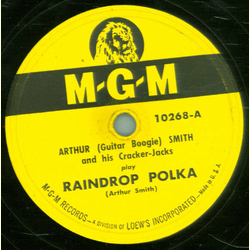 M-G-M
10268-A
ARTHUR (Guitar Boogie) SMITH
and his Cracker-Jacks
play
RAINDROP POLKA
(Arthur Smith)
M-G-M RECORDS—A DIVISION OF LOEW'S INCORPORATED—
MADE IN U.S.A.